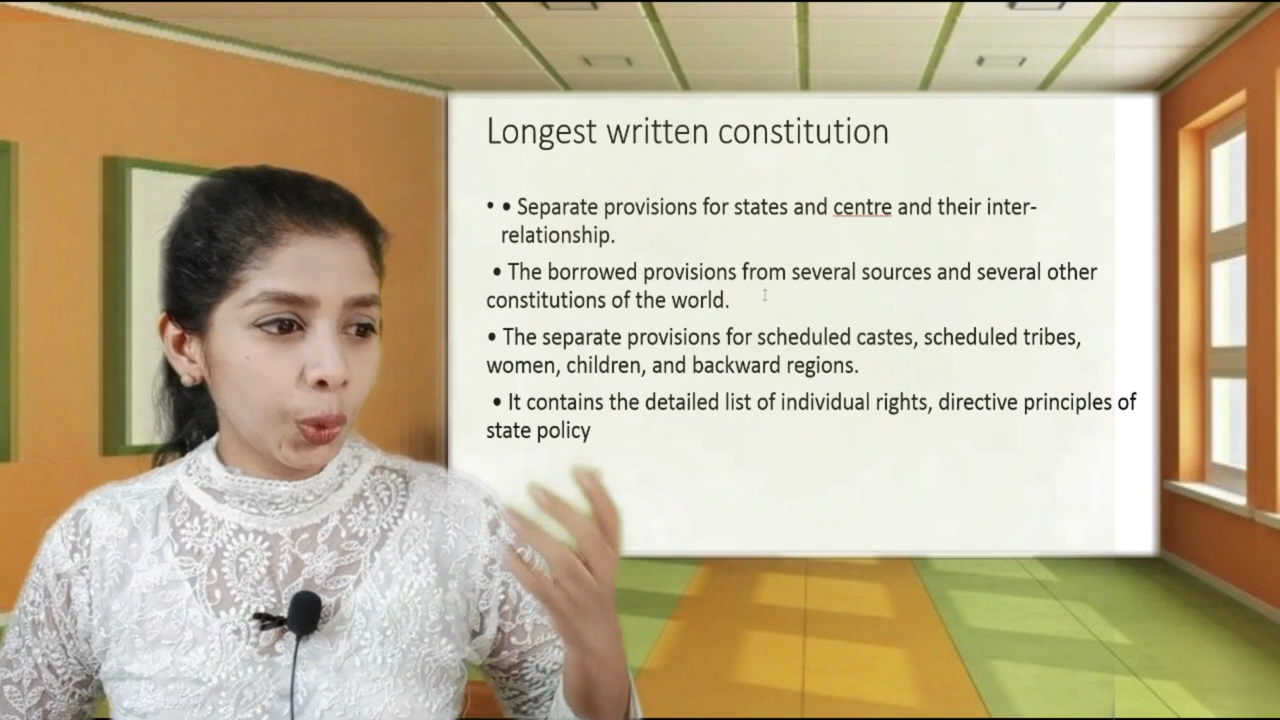 Longest written constitution
• • Separate provisions for states and centre and their inter-
relationship.
• The borrowed provisions from several sources and several other
constitutions of the world.
• The separate provisions for scheduled castes, scheduled tribes,
women, children, and backward regions.
• It contains the detailed list of individual rights, directive principles of
state policy